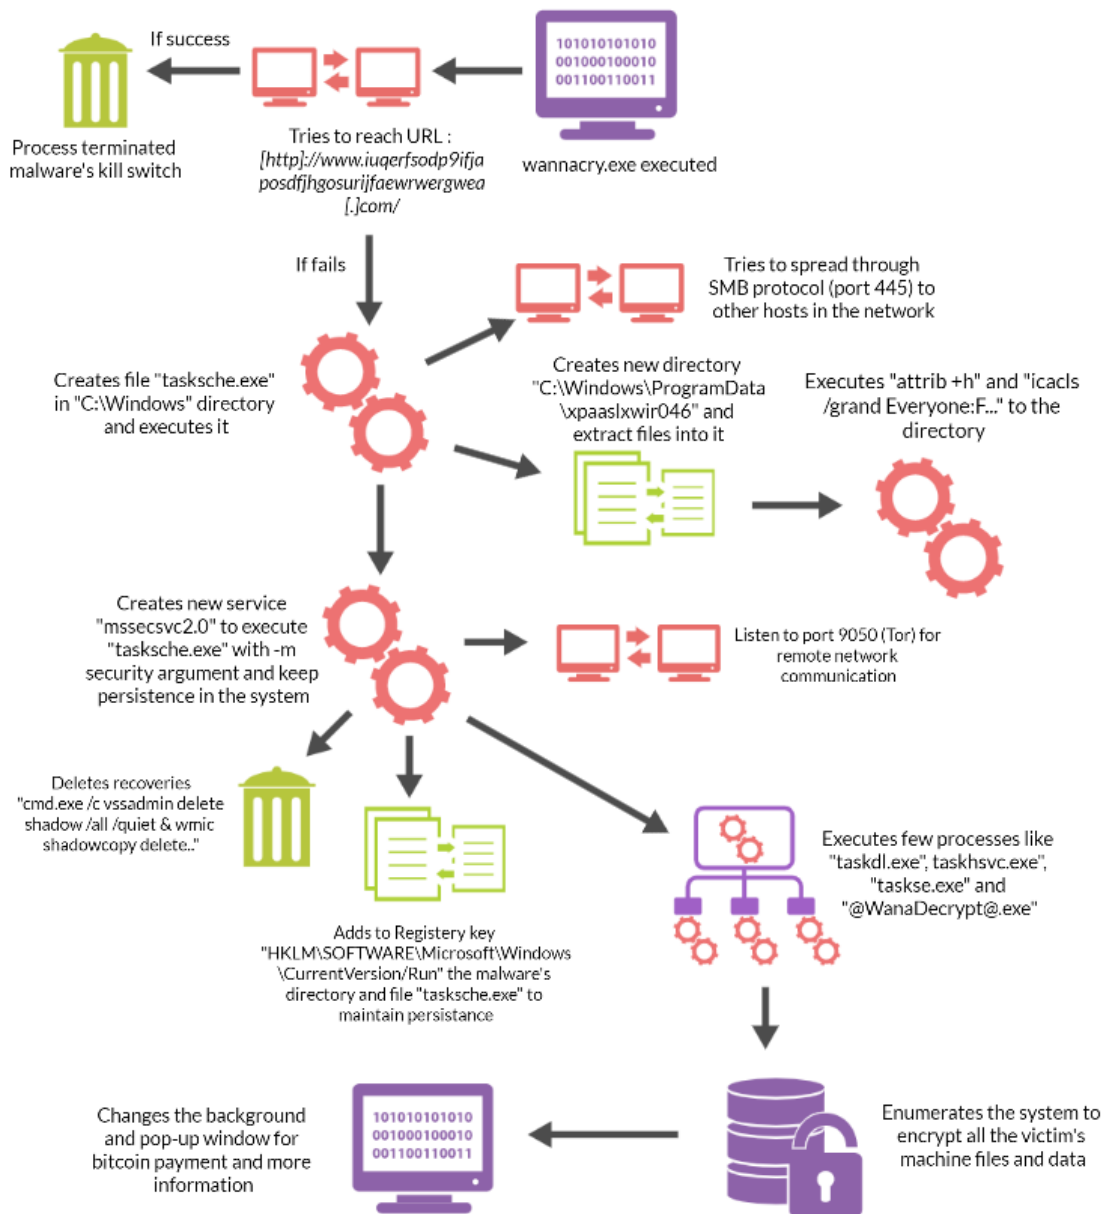 If success
101010101010
001000100010
001100110011
Process terminated
malware's kill switch
Tries to reach URL :
[http]://www.iuqerfsodp9ifja
posdfjhgosurijfaewrwergwea
[.]com/
wannacry.exe executed
If fails
Tries to spread through
SMB protocol (port 445) to
other hosts in the network
Creates file "tasksche.exe"
in "C:\Windows" directory
and executes it
Creates new directory
"C:\Windows\ProgramData
\xpaaslxwir046" and
extract files into it
Executes "attrib +h" and "icacls
/grand Everyone:F..." to the
directory
Creates new service
"mssecsvc2.0" to execute
"tasksche.exe" with -m
security argument and keep
persistence in the system
Listen to port 9050 (Tor) for
remote network
communication
Deletes recoveries
"cmd.exe /c vssadmin delete
shadow /all /quiet & wmic
shadowcopy delete.."
Adds to Registery key
"HKLM\SOFTWARE\Microsoft\Windows
\CurrentVersion/Run" the malware's
directory and file "tasksche.exe" to
maintain persistance
Executes few processes like
"taskdl.exe", taskhsvc.exe",
"taskse.exe" and
"@WanaDecrypt@.exe"
Changes the background
and pop-up window for
bitcoin payment and more
information
101010101010
001000100010
001100110011
Enumerates the system to
encrypt all the victim's
machine files and data